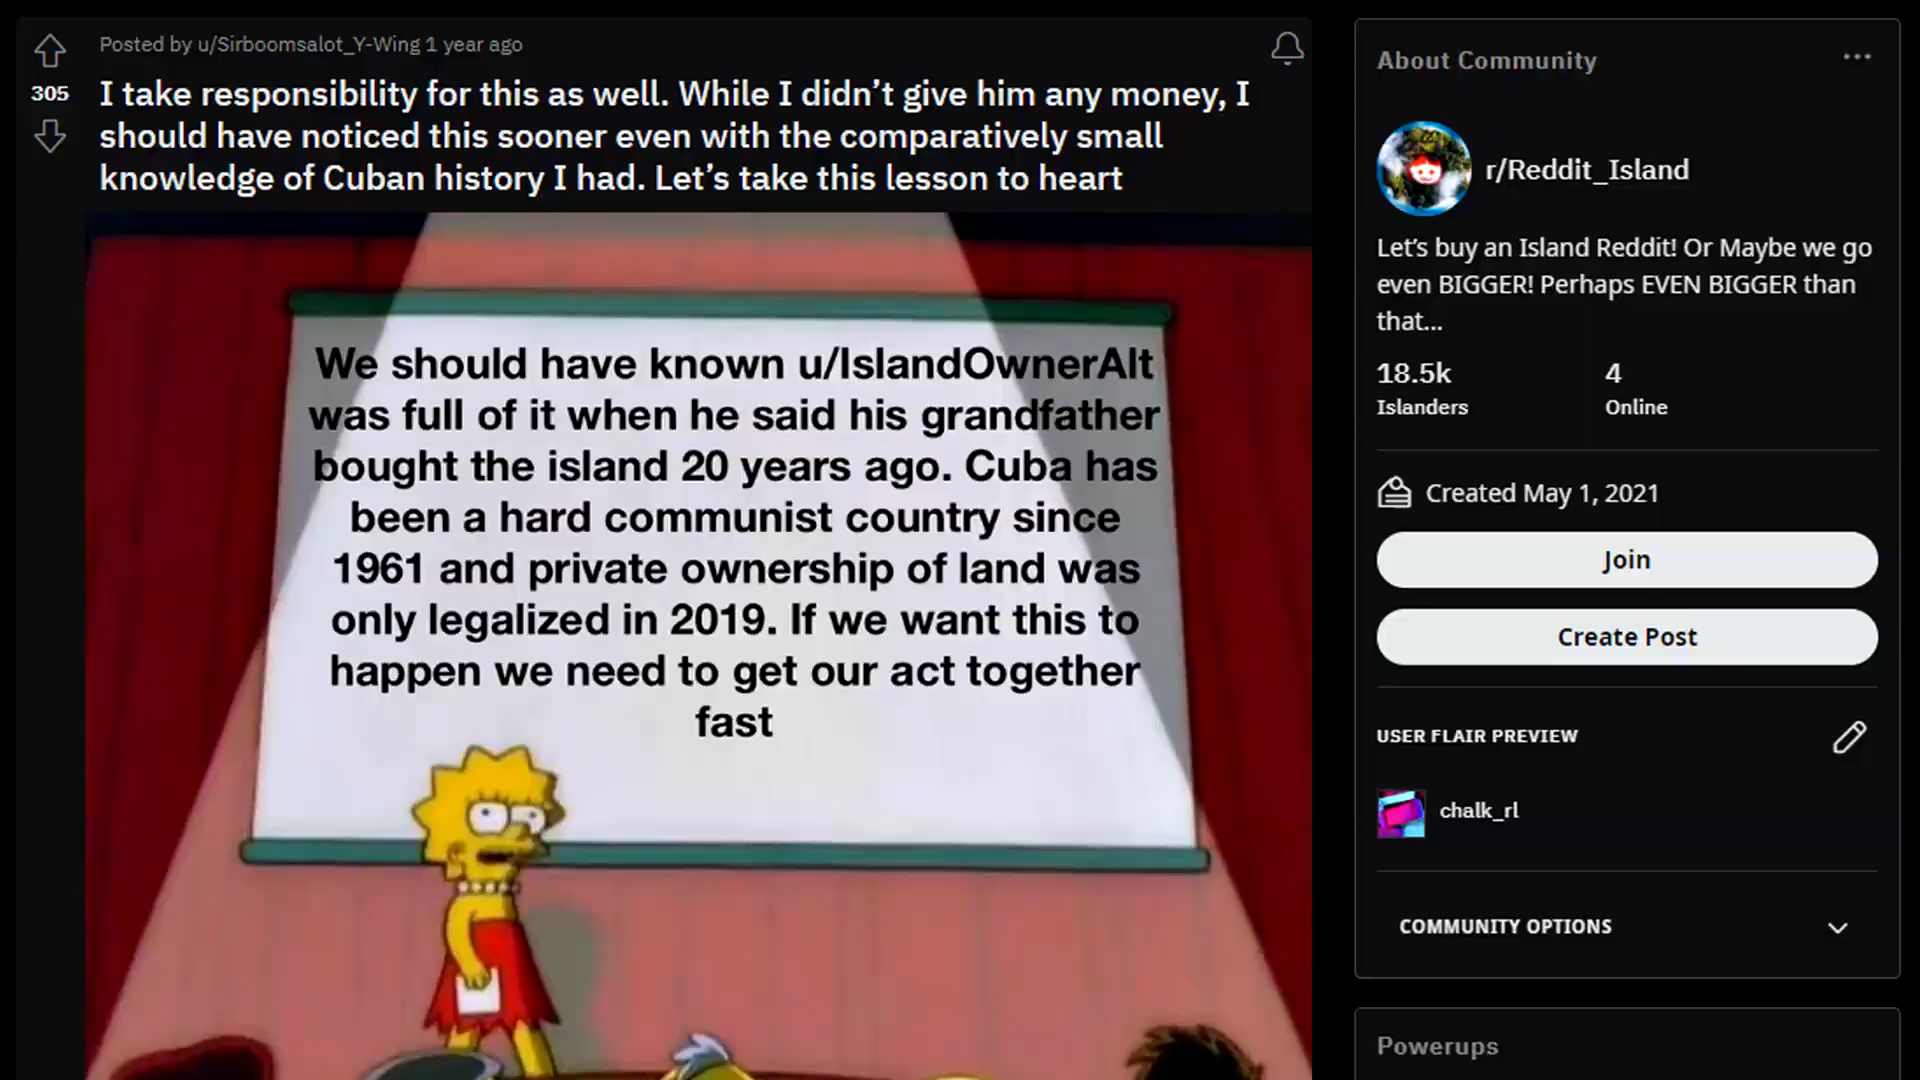 Posted by u/Sirboomsalot_Y-Wing 1 year ago
305
I take responsibility for this as well. While I didn’t give him any money, I
should have noticed this sooner even with the comparatively small
knowledge of Cuban history I had. Let’s take this lesson to heart
We should have known u/IslandOwnerAlt
was full of it when he said his grandfather
bought the island 20 years ago. Cuba has
been a hard communist country since
1961 and private ownership of land was
only legalized in 2019. If we want this to
happen we need to get our act together
fast
About Community
r/Reddit_Island
Let’s buy an Island Reddit! Or Maybe we go
even BIGGER! Perhaps EVEN BIGGER than
that...
18.5k
Islanders
4
Online
Created May 1, 2021
Join
Create Post
USER FLAIR PREVIEW
chalk_rl
COMMUNITY OPTIONS
Powerups